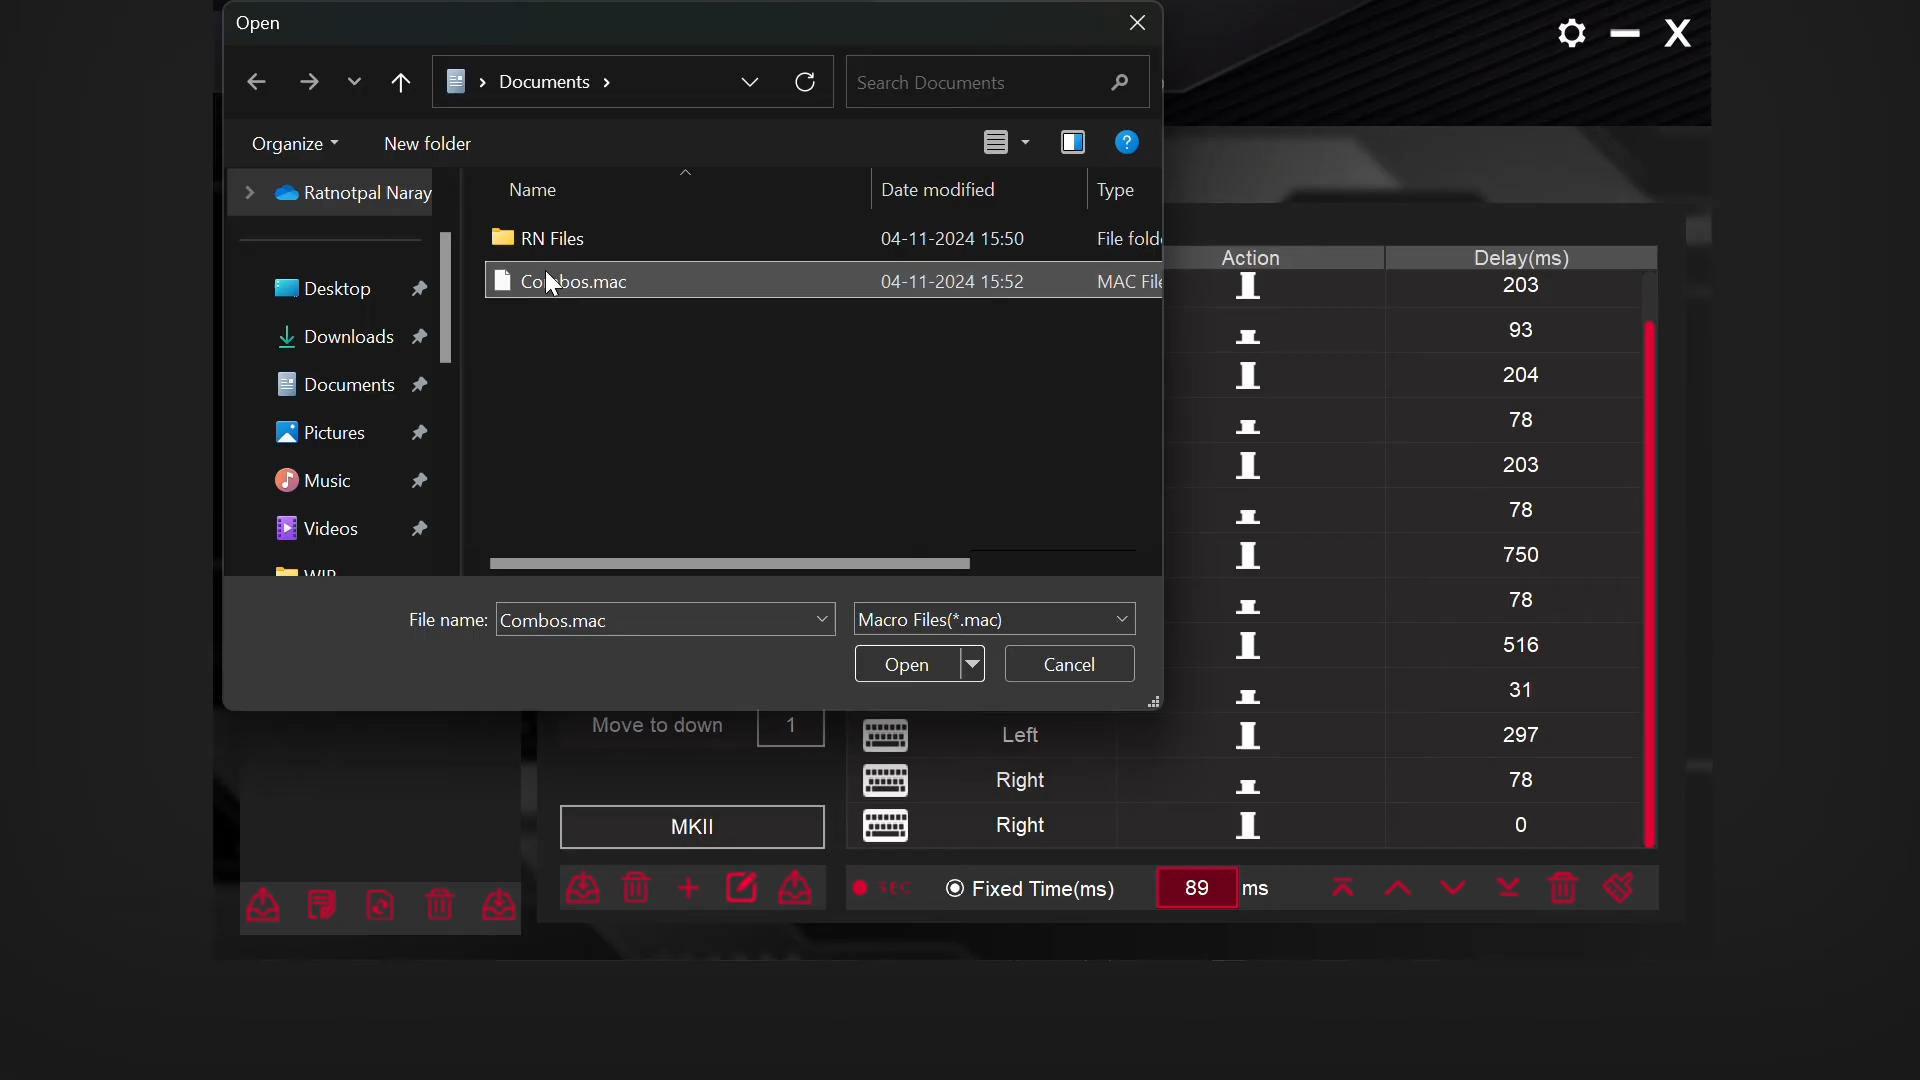 Open
Documents
Search Documents
Organize
New folder
Ratnotpal Naray
Name
Date modified
Type
RN Files
04-11-2024 15:50
File fold
Combos.mac
04-11-2024 15:52
MAC File
Desktop
Downloads
Documents
Pictures
Music
Videos
WIP
File name:
Combos.mac
Macro Files(*.mac)
Open
Cancel
Action
Delay(ms)
203
93
204
78
203
78
750
78
516
31
Move to down
1
Left
297
Right
78
MKII
Right
0
Fixed Time(ms)
89
ms